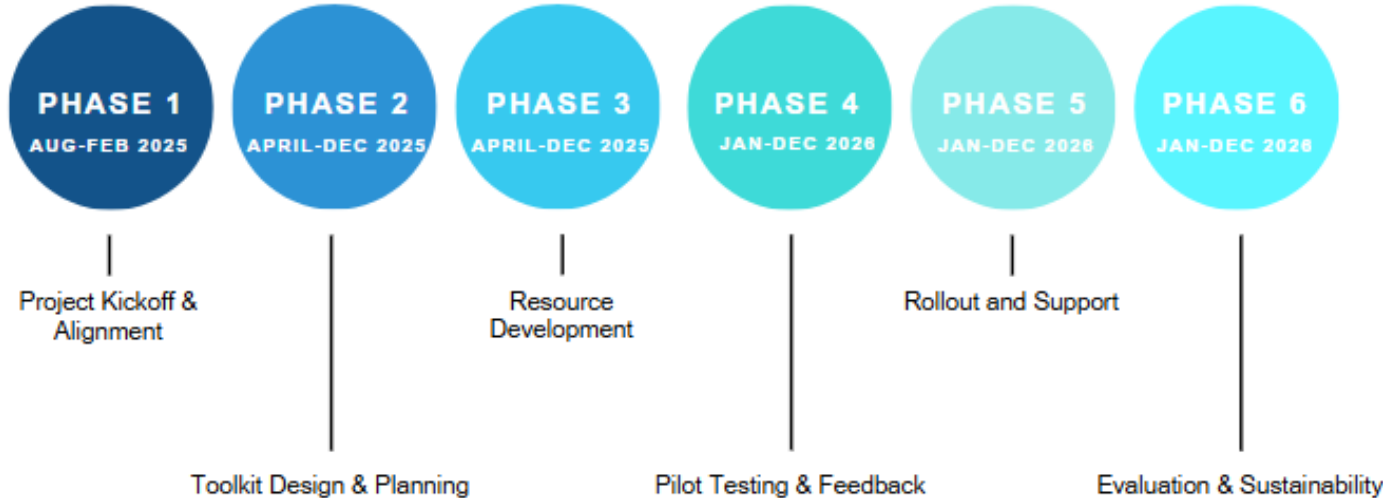 PHASE 1
AUG-FEB 2025
PHASE 2
APRIL-DEC 2025
PHASE 3
APRIL-DEC 2025
PHASE 4
JAN-DEC 2026
PHASE 5
JAN-DEC 2026
PHASE 6
JAN-DEC 2026
Project Kickoff &
Alignment
Resource
Development
Rollout and Support
Toolkit Design & Planning
Pilot Testing & Feedback
Evaluation & Sustainability